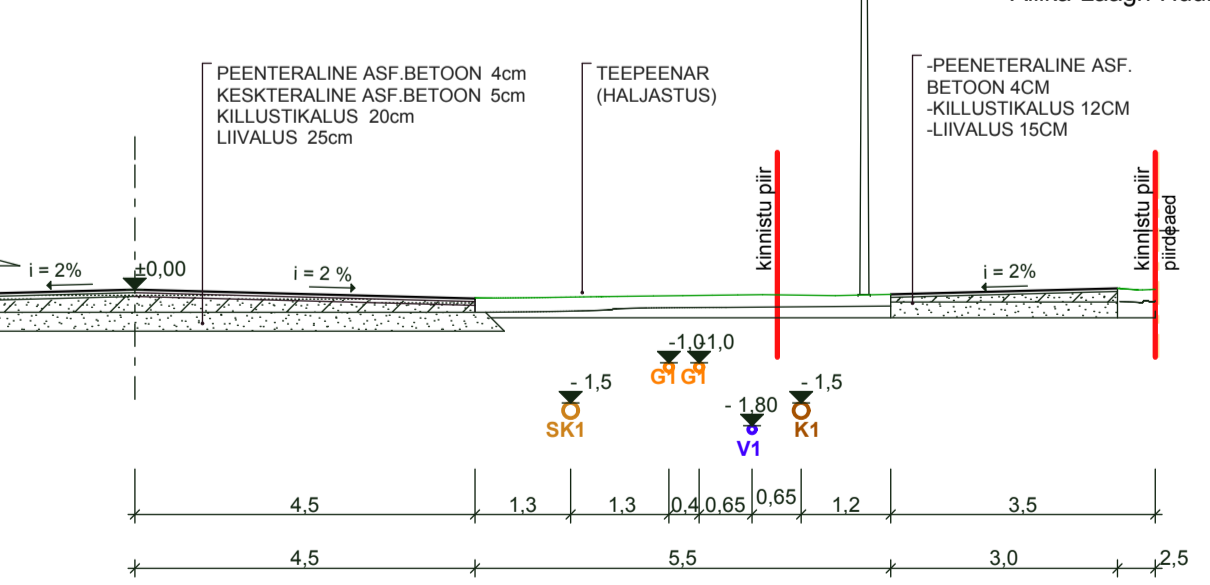 PEENTERALINE ASF.BETOON 4cm
KESKTERALINE ASF.BETOON 5cm
KILLUSTIKALUS 20cm
LIIVALUS 25cm
TEEPEENAR
(HALJASTUS)
-PEENETERALINE ASF.
BETOON 4CM
-KILLUSTIKALUS 12CM
-LIIVALUS 15CM
kinnistu piir
kinnistu piir
piirdeaed
i = 2%
±0,00
i = 2 %
i = 2%
-1,0
-1,0
G1
G1
- 1,5
SK1
- 1,80
V1
- 1,5
K1
4,5
1,3
1,3
0,4
0,65
0,65
1,2
3,5
4,5
5,5
3,0
2,5